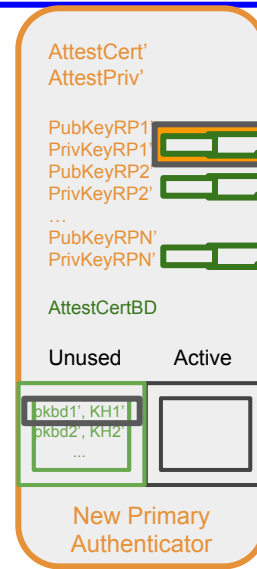 AttestCert’
AttestPriv’
PubKeyRP1’
PrivKeyRP1’
PubKeyRP2’
PrivKeyRP2’
…
PubKeyRPN’
PrivKeyRPN’
AttestCertBD
Unused Active
pkbd1’, KH1’
pkbd2’, KH2’
...
New Primary
Authenticator